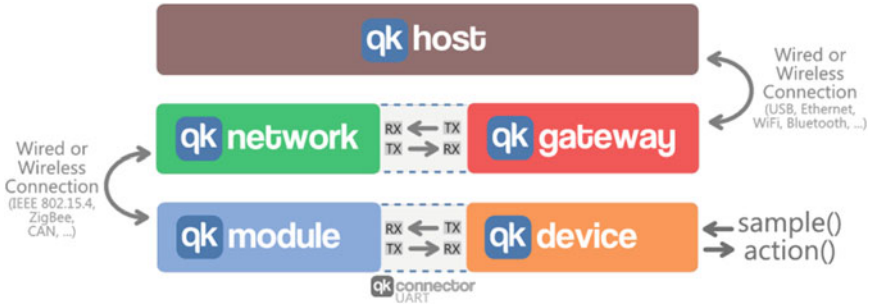 qk host
Wired or
Wireless
Connection
(USB, Ethernet,
WiFi, Bluetooth, ...)
qk network
RX TX
TX RX
qk gateway
Wired or
Wireless
Connection
(IEEE 802.15.4,
ZigBee,
CAN, ...)
qk module
RX TX
TX RX
qk device
sample()
action()
qk connector
UART